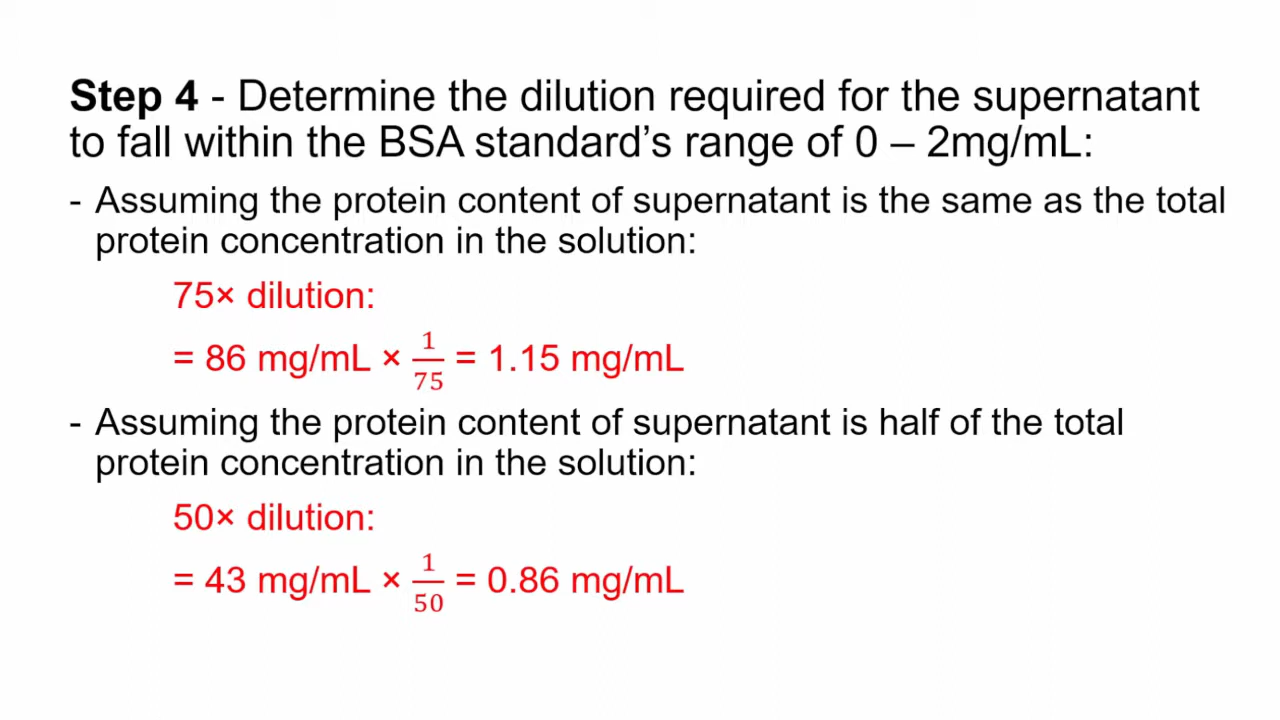 Step 4 - Determine the dilution required for the supernatant
to fall within the BSA standard’s range of 0 – 2mg/mL:
- Assuming the protein content of supernatant is the same as the total
protein concentration in the solution:
75× dilution:
= 86 mg/mL × 1/75 = 1.15 mg/mL
- Assuming the protein content of supernatant is half of the total
protein concentration in the solution:
50× dilution:
= 43 mg/mL × 1/50 = 0.86 mg/mL